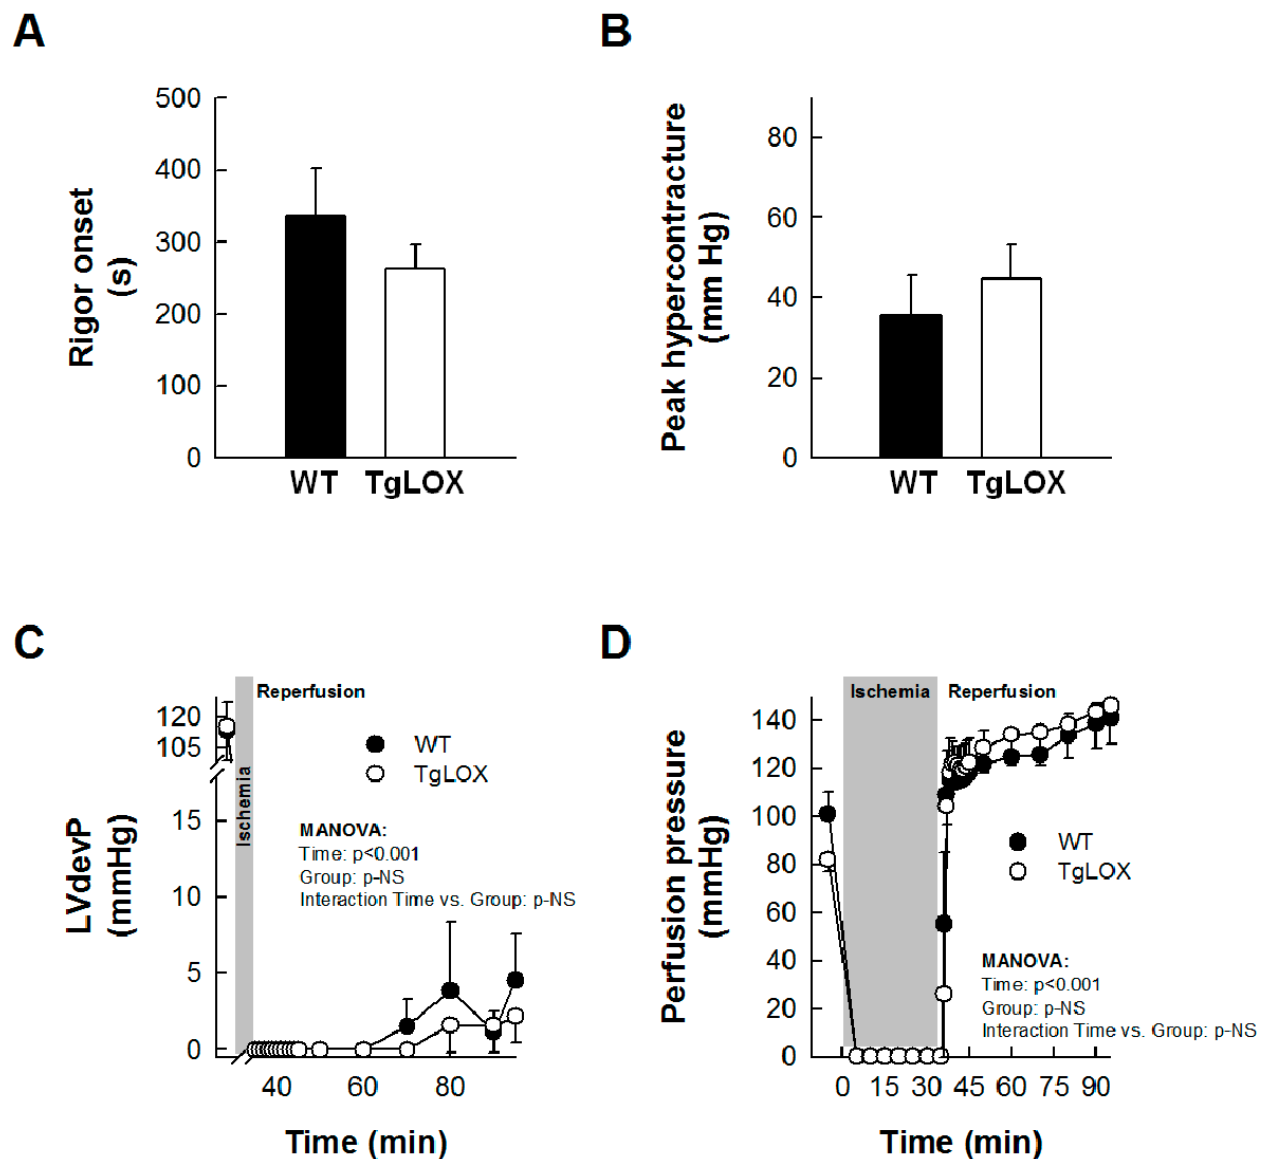 A
Rigor onset
(s)
500
400
300
200
100
0
WT TgLOX
B
Peak hypercontracture
(mm Hg)
80
60
40
20
0
WT TgLOX
C
LVdevP
(mmHg)
120
105
15
10
5
0
Ischemia
Reperfusion
WT
TgLOX
MANOVA:
Time: p<0.001
Group: p-NS
Interaction Time vs. Group: p-NS
40 60 80
Time (min)
D
Perfusion pressure
(mmHg)
140
120
100
80
60
40
20
0
Ischemia Reperfusion
WT
TgLOX
MANOVA:
Time: p<0.001
Group: p-NS
Interaction Time vs. Group: p-NS
0 15 30 45 60 75 90
Time (min)